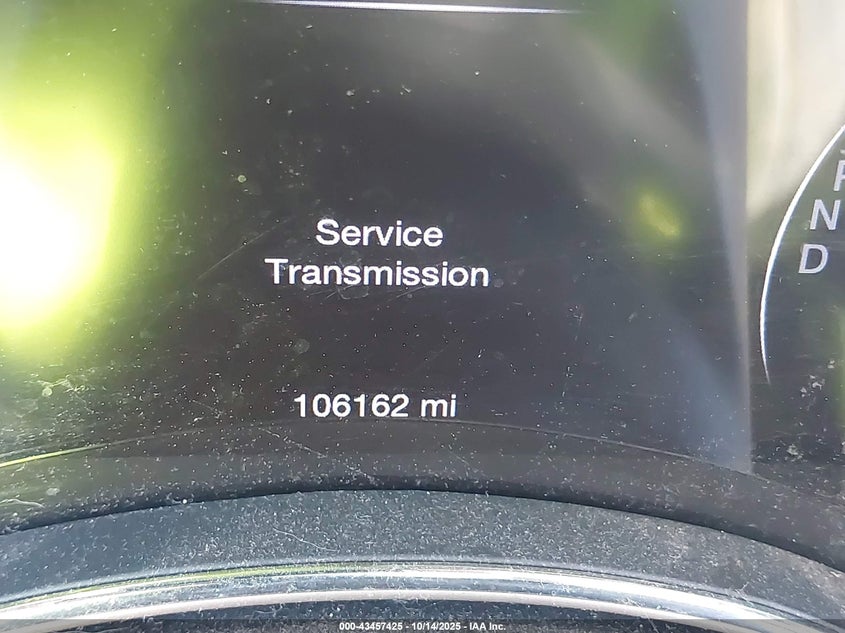 Service
Transmission
106162 mi
N
D
000-43457425 - 10/14/2025 - IAA Inc.